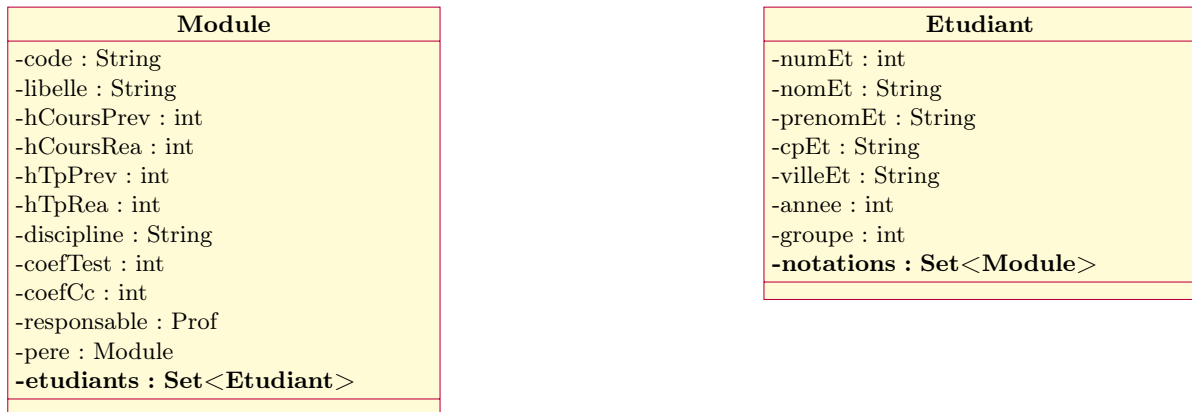 Module
-code : String
-libelle : String
-hCoursPrev : int
-hCoursRea : int
-hTpPrev : int
-hTpRea : int
-discipline : String
-coefTest : int
-coefCc : int
-responsable : Prof
-pere : Module
-etudiants : Set<Etudiant>
Etudiant
-numEt : int
-nomEt : String
-prenomEt : String
-cpEt : String
-villeEt : String
-annee : int
-groupe : int
-notations : Set<Module>